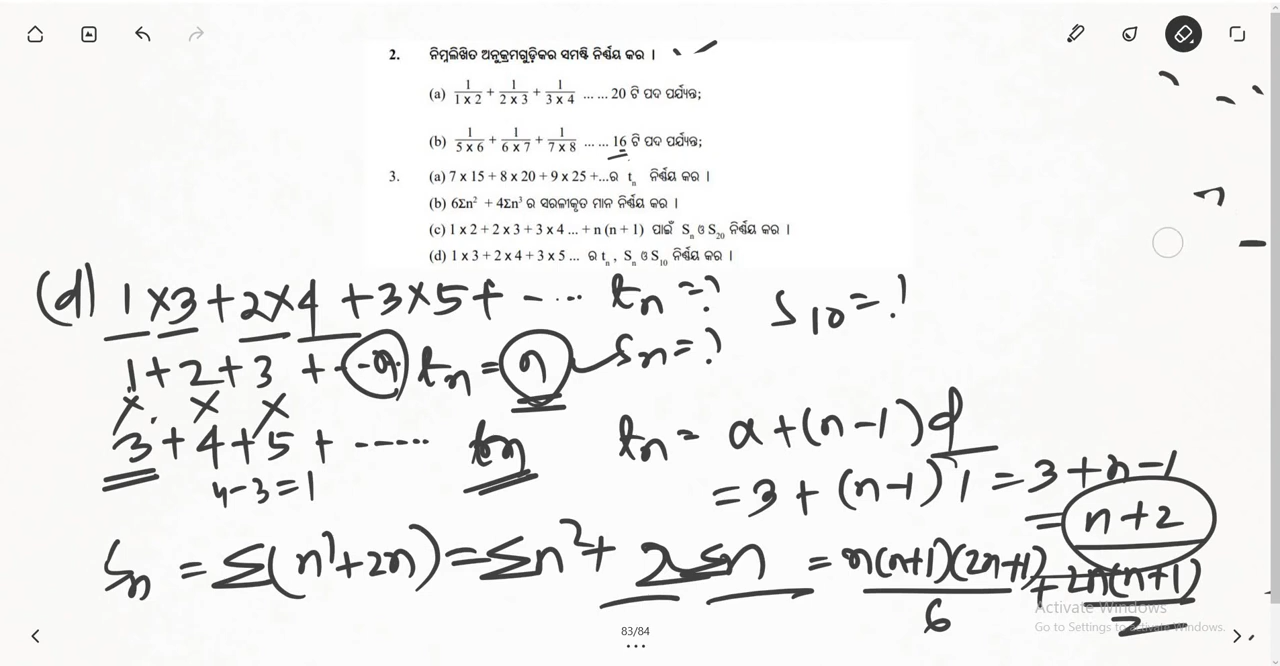 2. ନିମ୍ନଲିଖିତ ଅନୁକ୍ରମଗୁଡ଼ିକର ସମଷ୍ଟି ନିର୍ଣ୍ଣୟ କର ।
(a) 1/(1 x 2) + 1/(2 x 3) + 1/(3 x 4) ... ... 20 ଟି ପଦ ପର୍ଯ୍ୟନ୍ତ;
(b) 1/(5 x 6) + 1/(6 x 7) + 1/(7 x 8) ... ... 16 ଟି ପଦ ପର୍ଯ୍ୟନ୍ତ;
3. (a) 7 x 15 + 8 x 20 + 9 x 25 +...ର tₙ ନିର୍ଣ୍ଣୟ କର ।
(b) 6Σn² + 4Σn³ ର ସରଳୀକୃତ ମାନ ନିର୍ଣ୍ଣୟ କର ।
(c) 1 x 2 + 2 x 3 + 3 x 4 ... + n (n + 1) ପାଇଁ Sₙ ଓ S₂₀ ନିର୍ଣ୍ଣୟ କର ।
(d) 1 x 3 + 2 x 4 + 3 x 5 ... ର tₙ , Sₙ ଓ S₁₀ ନିର୍ଣ୍ଣୟ କର ।
(d) 1×3+2×4+3×5+ - ... tₙ =? S₁₀ = ?
1+2+3 + --n. tₙ = n Sₙ = ?
3+4+5 + ------ tₙ tₙ = a+(n-1)d
4-3=1 = 3+(n-1)1 = 3+n-1
= n+2
Sₙ = Σ(n²+2n) = Σn² + 2Σn = n(n+1)(2n+1)/6 + 2n(n+1)/2
Activate Windows
Go to Settings to activate Windows.
83/84